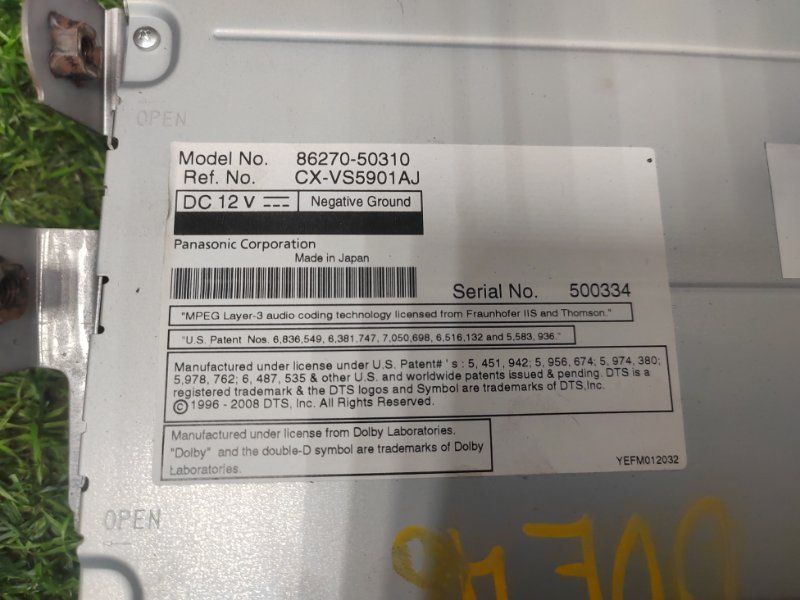 OPEN
Model No. 86270-50310
Ref. No. CX-VS5901AJ
DC 12 V Negative Ground
Panasonic Corporation
Made in Japan
Serial No. 500334
"MPEG Layer-3 audio coding technology licensed from Fraunhofer IIS and Thomson."
"U.S. Patent Nos. 6,836,549, 6,381,747, 7,050,698, 6,516,132 and 5,583,936."
Manufactured under license under U.S. Patent# ' s : 5, 451, 942; 5, 956, 674; 5, 974, 380;
5, 978, 762; 6, 487, 535 & other U.S. and worldwide patents issued & pending. DTS is a
registered trademark & the DTS logos and Symbol are trademarks of DTS,Inc.
©1996 - 2008 DTS, Inc. All Rights Reserved.
Manufactured under license from Dolby Laboratories.
"Dolby" and the double-D symbol are trademarks of Dolby
Laboratories.
YEFM012032
OPEN